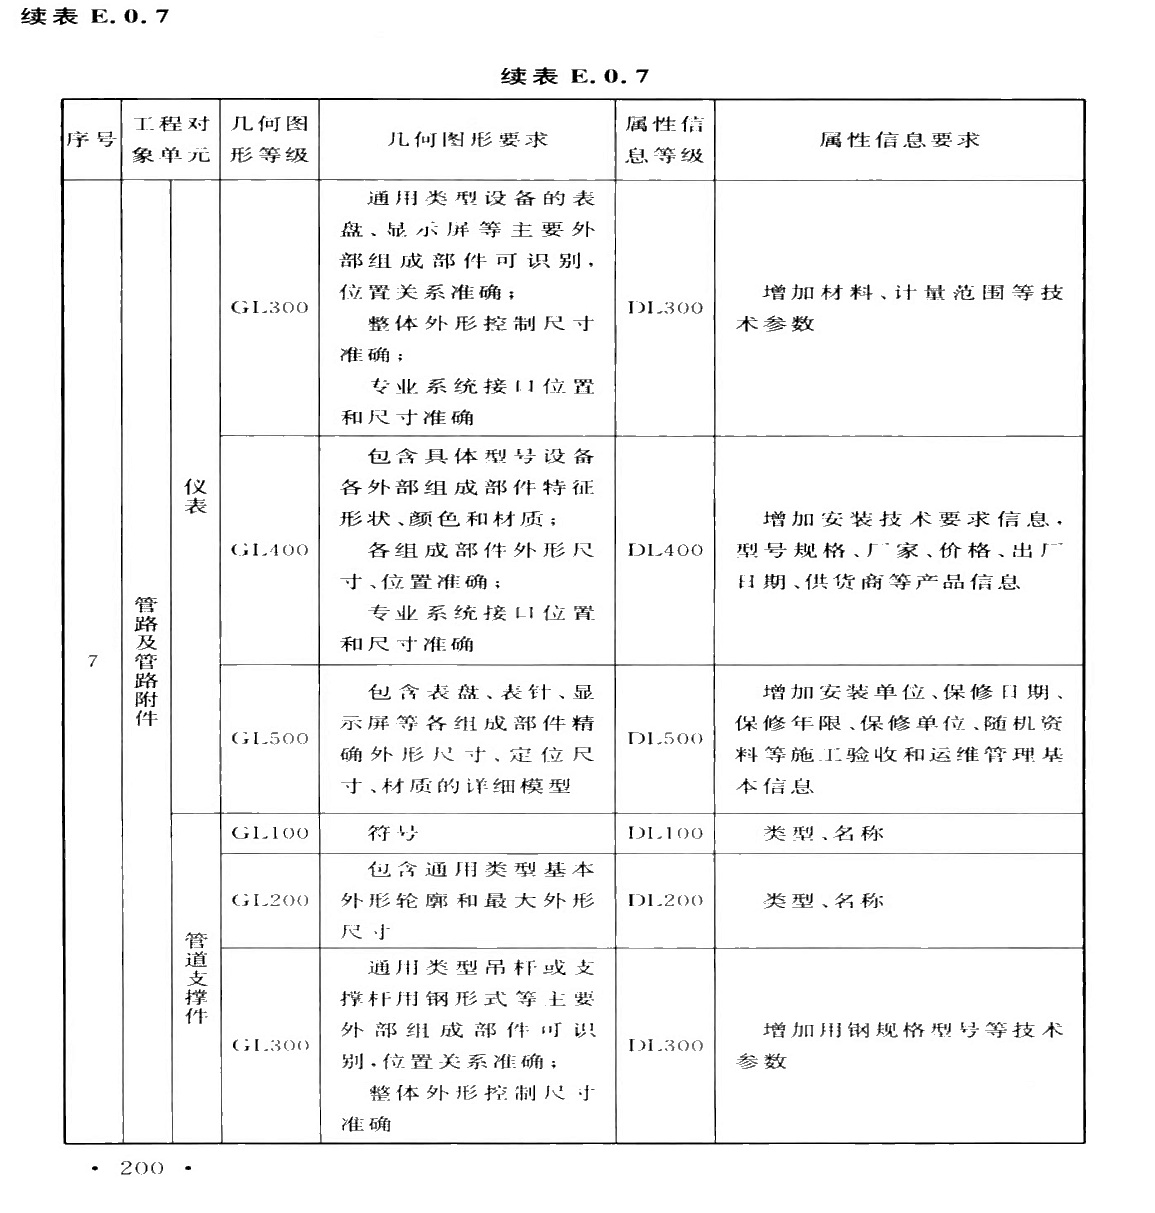 续表 E.0.7
续表 E.0.7
序号
工程对
象单元
几何图
形等级
几何图形要求
属性信
息等级
属性信息要求
7
管路及管路附件
仪表
GL300
通用类型设备的表
盘、显示屏等主要外
部组成部件可识别，
位置关系准确；
整体外形控制尺寸
准确；
专业系统接口位置
和尺寸准确
DL300
增加材料、计量范围等技
术参数
GL400
包含具体型号设备
各外部组成部件特征
形状、颜色和材质；
各组成部件外形尺
寸、位置准确；
专业系统接口位置
和尺寸准确
DL400
增加安装技术要求信息，
型号规格、厂家、价格、出厂
日期、供货商等产品信息
GL500
包含表盘、表针、显
示屏等各组成部件精
确外形尺寸、定位尺
寸、材质的详细模型
DL500
增加安装单位、保修日期、
保修年限、保修单位、随机资
料等施工验收和运维管理基
本信息
管道支撑件
GL100
符号
DL100
类型、名称
GL200
包含通用类型基本
外形轮廓和最大外形
尺寸
DL200
类型、名称
GL300
通用类型吊杆或支
撑杆用钢形式等主要
外部组成部件可识
别，位置关系准确；
整体外形控制尺寸
准确
DL300
增加用钢规格型号等技术
参数
· 200 ·